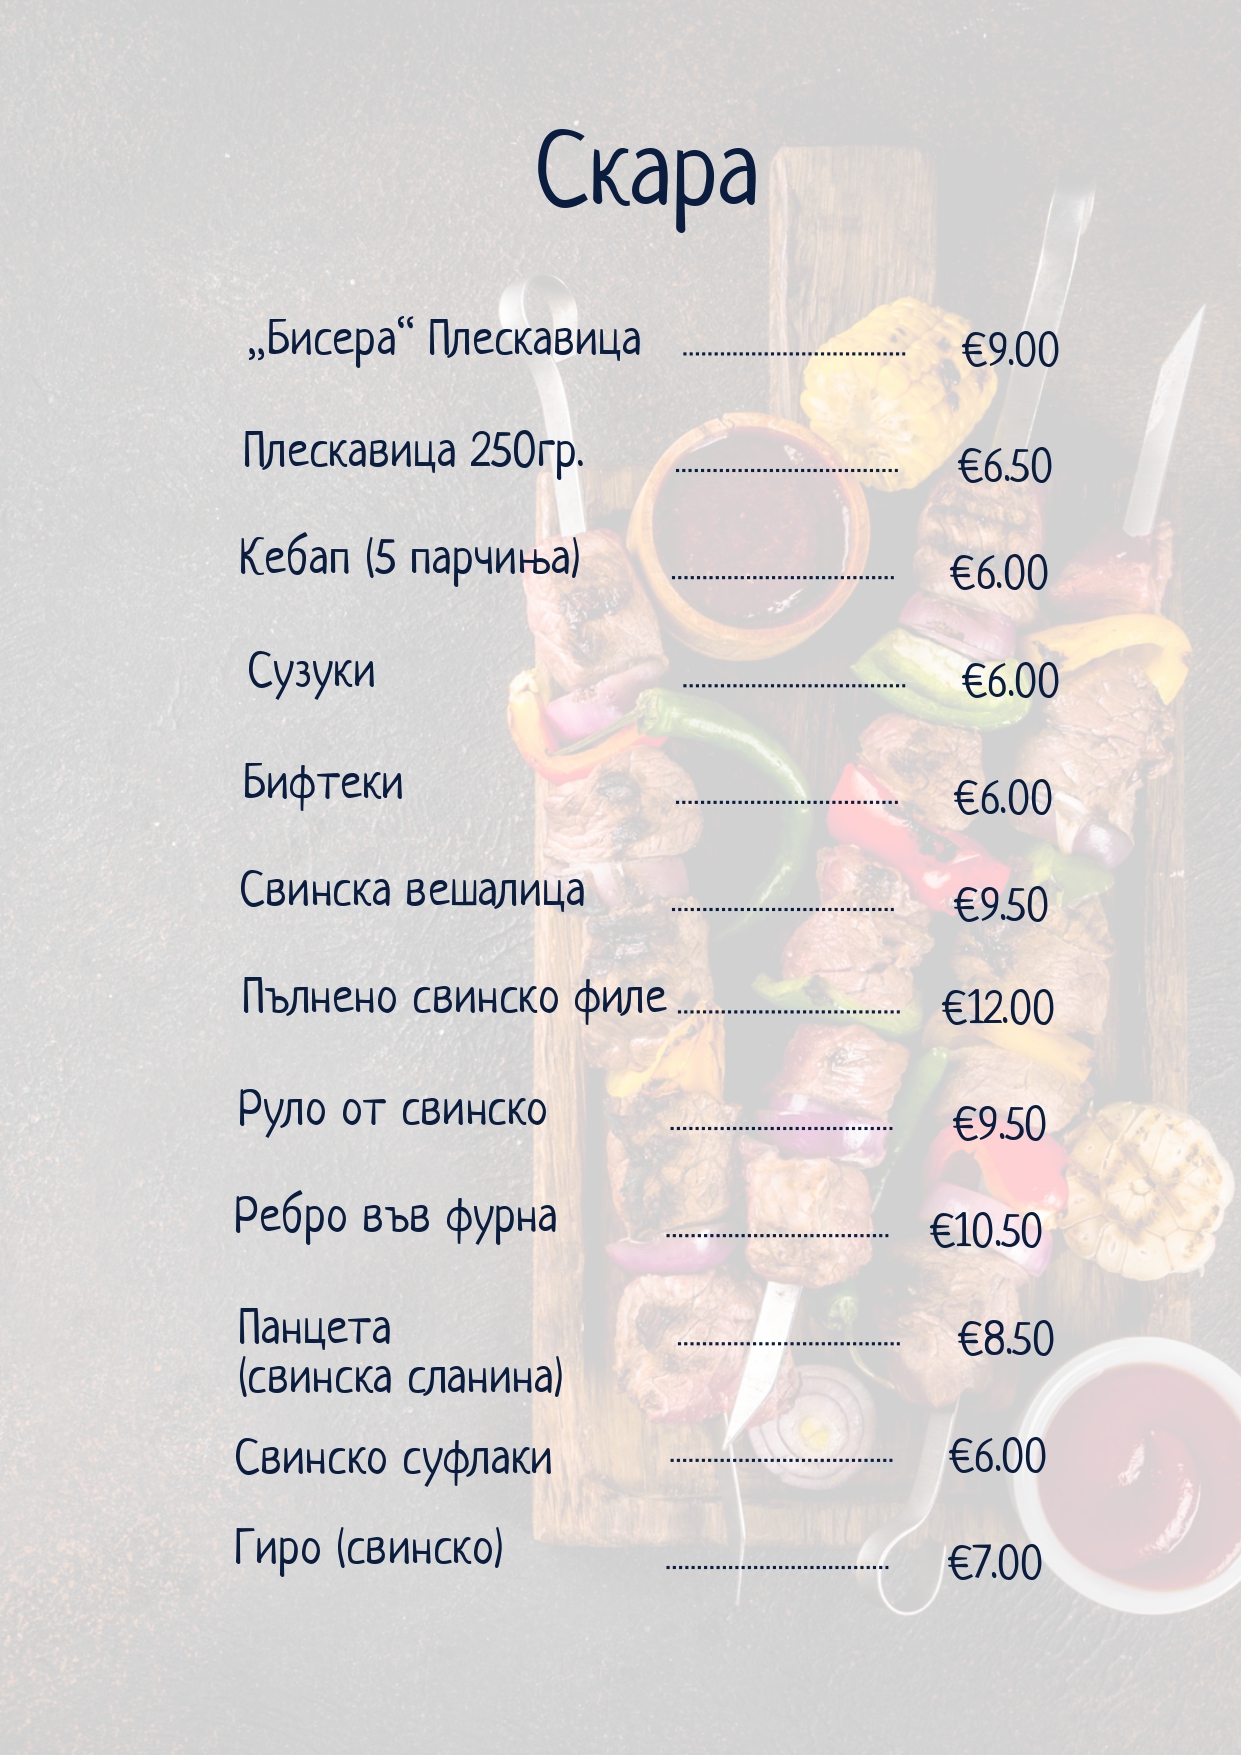 Скара
„Бисера“ Плескавица ........ €9.00
Плескавица 250гр. ........ €6.50
Кебап (5 парчиња) ........ €6.00
Сузуки ........ €6.00
Бифтеки ........ €6.00
Свинска вешалица ........ €9.50
Пълнено свинско филе ........ €12.00
Руло от свинско ........ €9.50
Ребро във фурна ........ €10.50
Панцета ........ €8.50
(свинска сланина)
Свинско суфлаки ........ €6.00
Гиро (свинско) ........ €7.00